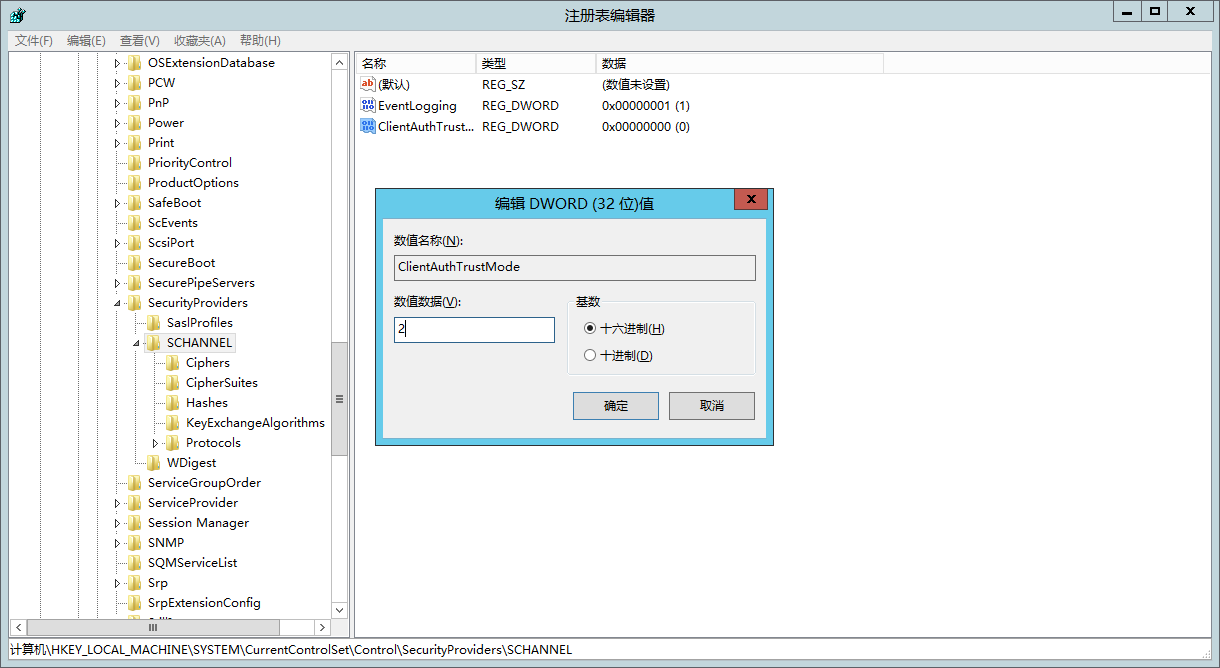 注册表编辑器
文件(F) 编辑(E) 查看(V) 收藏夹(A) 帮助(H)
OSExtensionDatabase
PCW
PnP
Power
Print
PriorityControl
ProductOptions
SafeBoot
ScEvents
ScsiPort
SecureBoot
SecurePipeServers
SecurityProviders
SaslProfiles
SCHANNEL
Ciphers
CipherSuites
Hashes
KeyExchangeAlgorithms
Protocols
WDigest
ServiceGroupOrder
ServiceProvider
Session Manager
SNMP
SQMServiceList
Srp
SrpExtensionConfig
名称 类型 数据
ab (默认) REG_SZ (数值未设置)
EventLogging REG_DWORD 0x00000001 (1)
ClientAuthTrust... REG_DWORD 0x00000000 (0)
编辑 DWORD (32 位)值
数值名称(N):
ClientAuthTrustMode
数值数据(V): 基数
2 十六进制(H)
十进制(D)
确定 取消
计算机\HKEY_LOCAL_MACHINE\SYSTEM\CurrentControlSet\Control\SecurityProviders\SCHANNEL